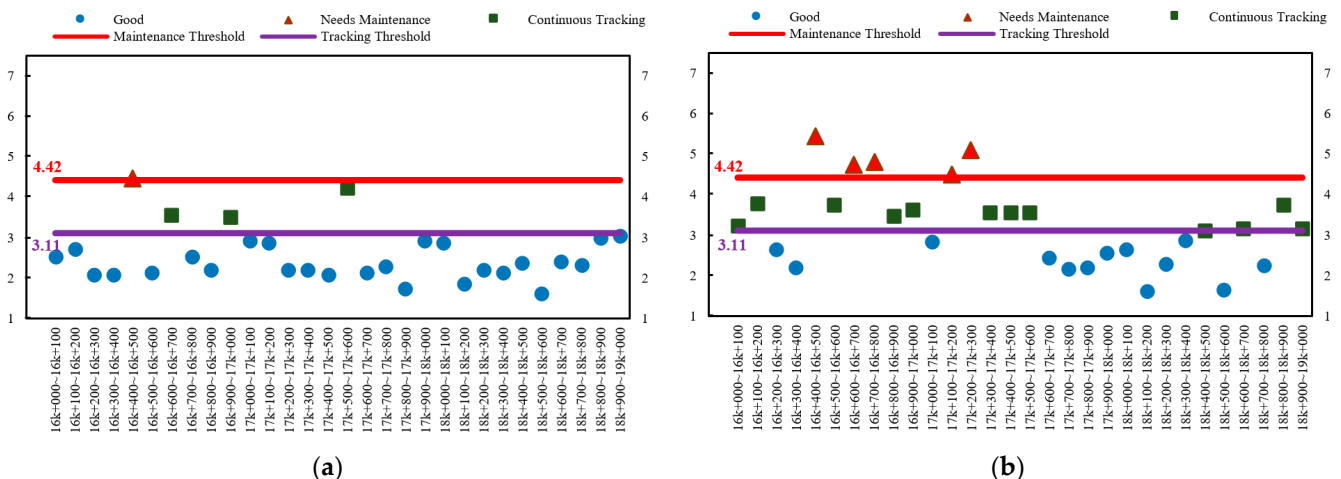 (a)
Good
Needs Maintenance
Continuous Tracking
Maintenance Threshold
Tracking Threshold
7
6
5
4
3
2
1
4.42
3.11
7
6
5
4
3
2
1
16k+000~16k+100
16k+100~16k+200
16k+200~16k+300
16k+300~16k+400
16k+400~16k+500
16k+500~16k+600
16k+600~16k+700
16k+700~16k+800
16k+800~16k+900
16k+900~17k+000
17k+000~17k+100
17k+100~17k+200
17k+200~17k+300
17k+300~17k+400
17k+400~17k+500
17k+500~17k+600
17k+600~17k+700
17k+700~17k+800
17k+800~17k+900
17k+900~18k+000
18k+000~18k+100
18k+100~18k+200
18k+200~18k+300
18k+300~18k+400
18k+400~18k+500
18k+500~18k+600
18k+600~18k+700
18k+700~18k+800
18k+800~18k+900
18k+900~19k+000
(a)
(b)
Good
Needs Maintenance
Continuous Tracking
Maintenance Threshold
Tracking Threshold
7
6
5
4
3
2
1
4.42
3.11
7
6
5
4
3
2
1
16k+000~16k+100
16k+100~16k+200
16k+200~16k+300
16k+300~16k+400
16k+400~16k+500
16k+500~16k+600
16k+600~16k+700
16k+700~16k+800
16k+800~16k+900
16k+900~17k+000
17k+000~17k+100
17k+100~17k+200
17k+200~17k+300
17k+300~17k+400
17k+400~17k+500
17k+500~17k+600
17k+600~17k+700
17k+700~17k+800
17k+800~17k+900
17k+900~18k+000
18k+000~18k+100
18k+100~18k+200
18k+200~18k+300
18k+300~18k+400
18k+400~18k+500
18k+500~18k+600
18k+600~18k+700
18k+700~18k+800
18k+800~18k+900
18k+900~19k+000
(b)